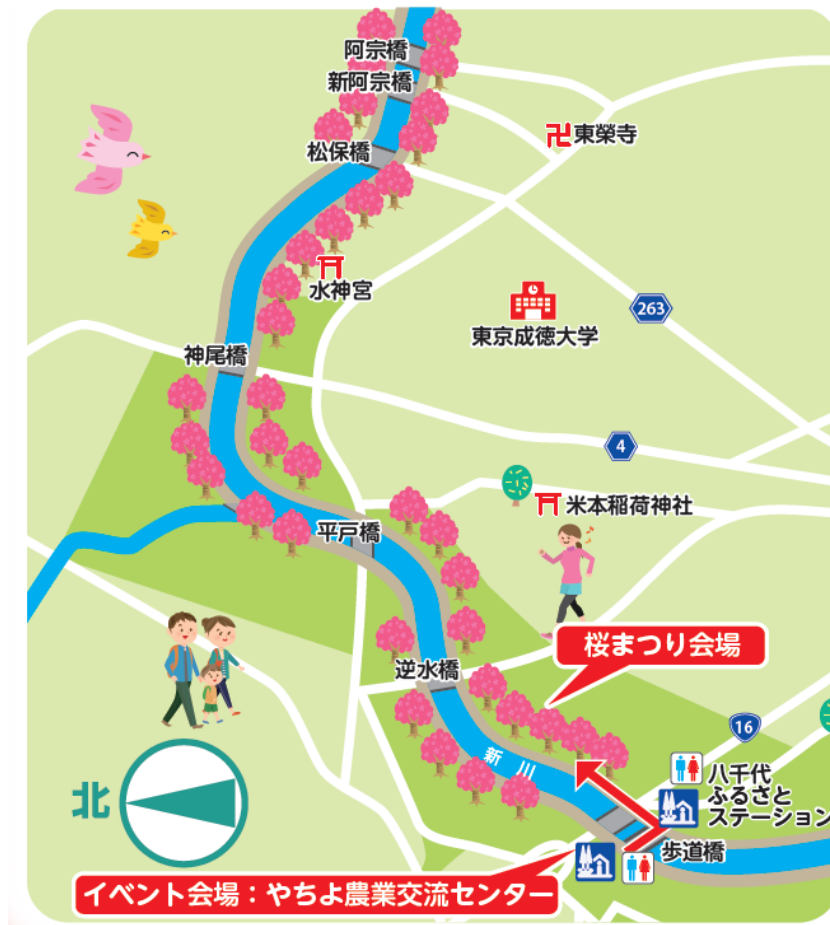 阿宗橋
新阿宗橋
東榮寺
松保橋
水神宮
263
東京成徳大学
神尾橋
4
米本稲荷神社
平戸橋
桜まつり会場
逆水橋
16
新川
八千代
ふるさと
ステーション
北
歩道橋
イベント会場：やちよ農業交流センター